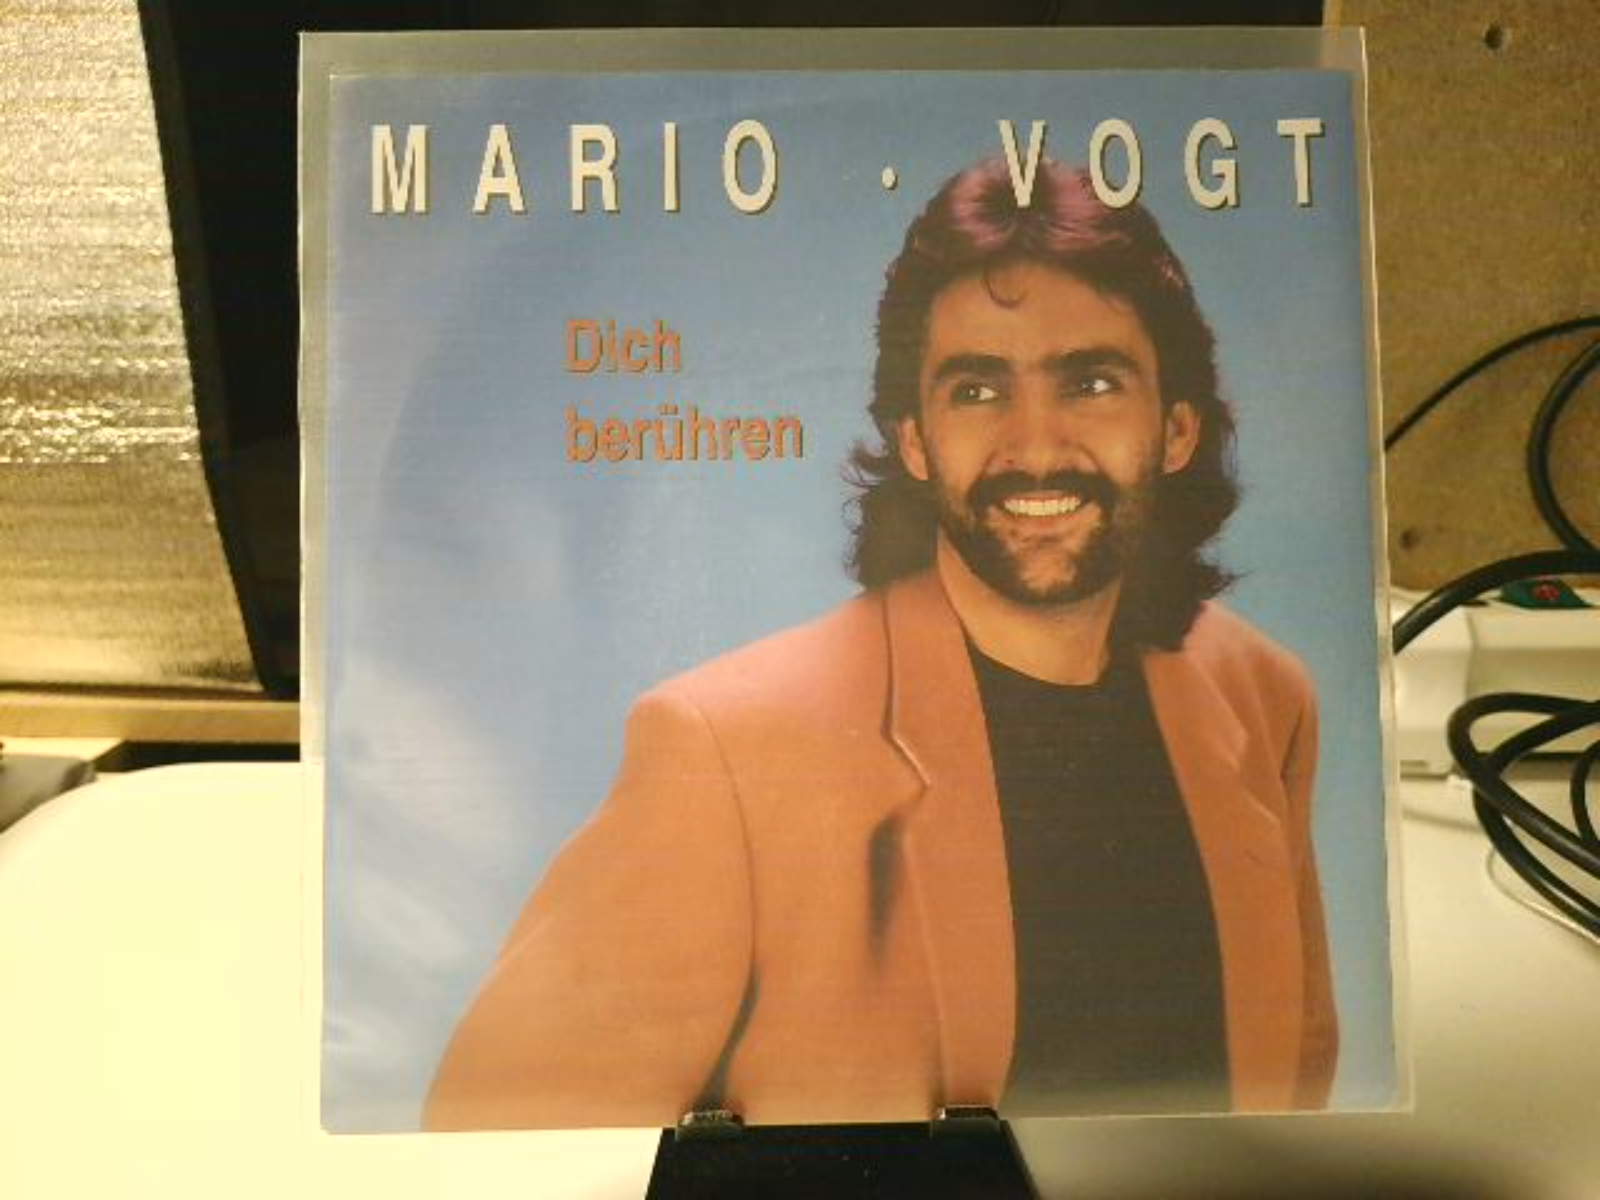 MARIO · VOGT
Dich
berühren